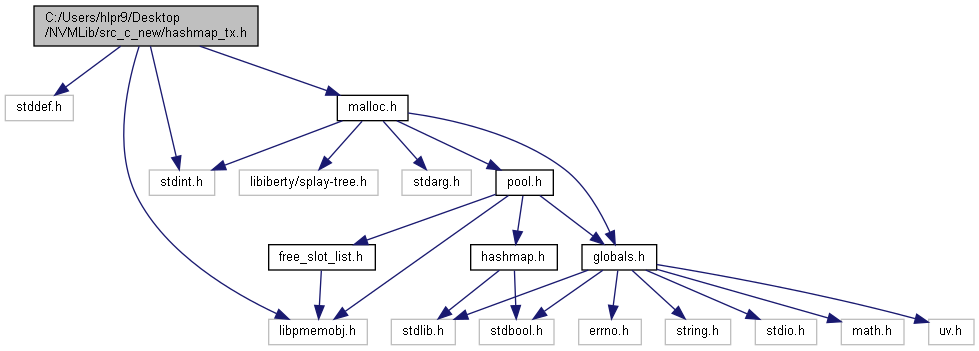 C:/Users/hlpr9/Desktop
/NVMLib/src_c_new/hashmap_tx.h
stddef.h
malloc.h
stdint.h
libiberty/splay-tree.h
stdarg.h
pool.h
free_slot_list.h
hashmap.h
globals.h
libpmemobj.h
stdlib.h
stdbool.h
errno.h
string.h
stdio.h
math.h
uv.h